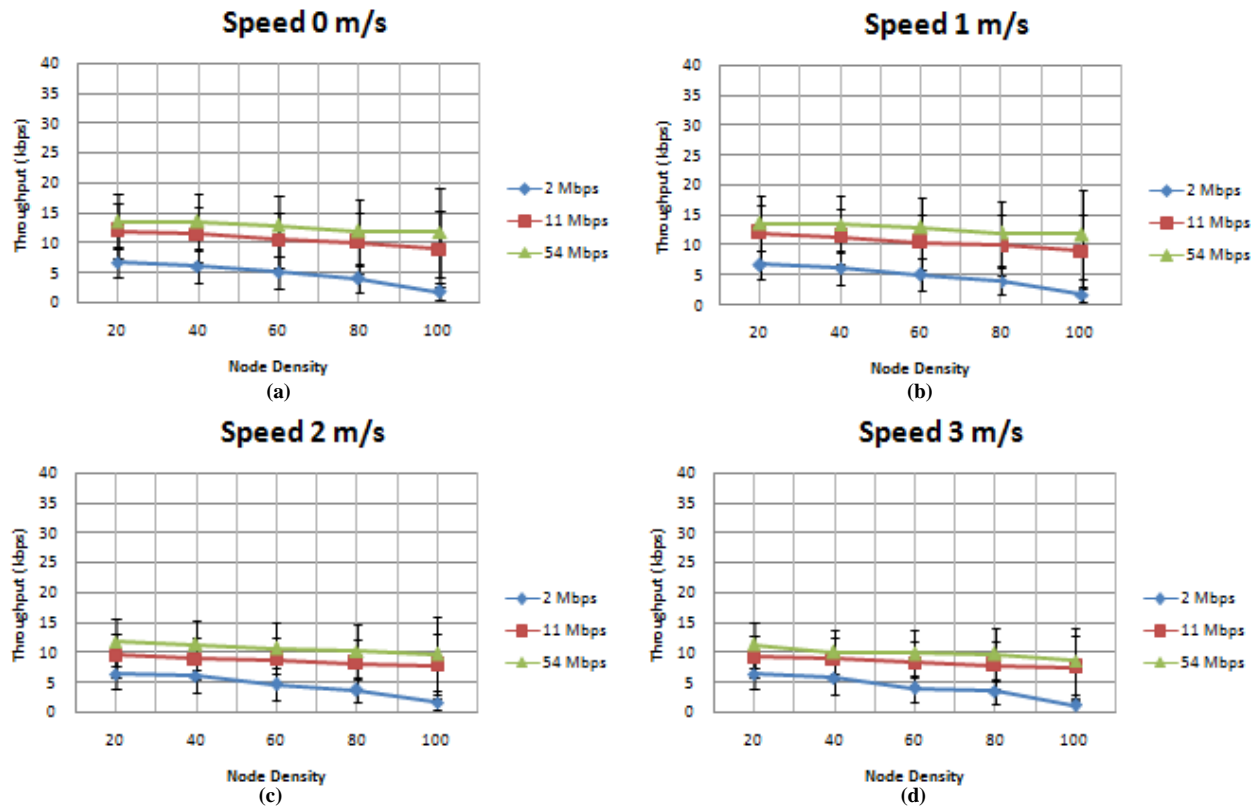 Speed 0 m/s
40
35
30
25
20
15
10
5
0
Throughput ( kbps)
20 40 60 80 100
Node Density
2 Mbps
11 Mbps
54 Mbps
(a)
Speed 1 m/s
40
35
30
25
20
15
10
5
0
Throughput ( kbps)
20 40 60 80 100
Node Density
2 Mbps
11 Mbps
54 Mbps
(b)
Speed 2 m/s
40
35
30
25
20
15
10
5
0
Throughput ( kbps)
20 40 60 80 100
Node Density
2 Mbps
11 Mbps
54 Mbps
(c)
Speed 3 m/s
40
35
30
25
20
15
10
5
0
Throughput ( kbps)
20 40 60 80 100
Node Density
2 Mbps
11 Mbps
54 Mbps
(d)